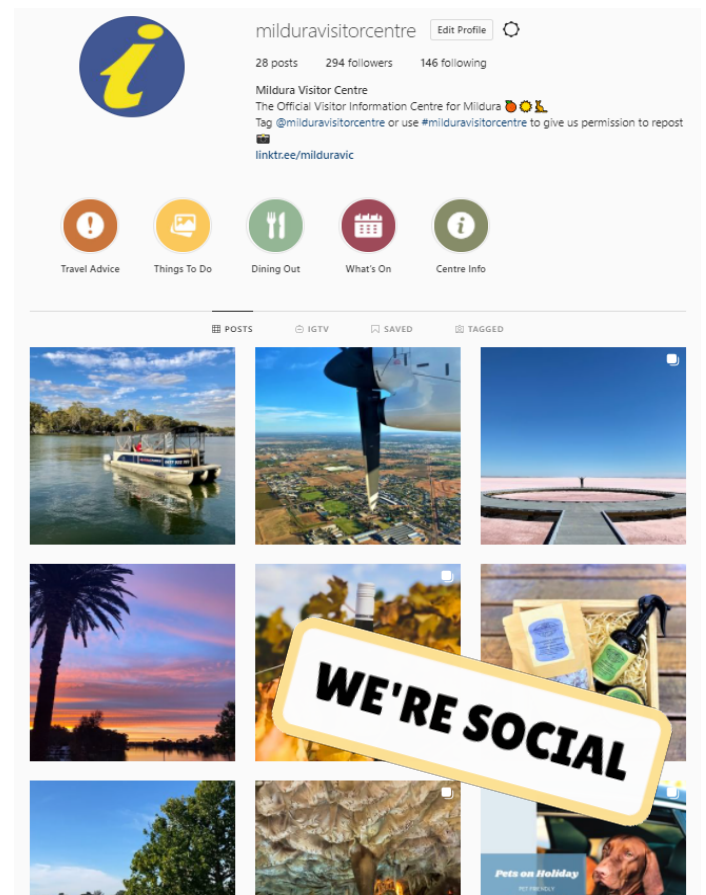 i
milduravisitorcentre Edit Profile
28 posts 294 followers 146 following
Mildura Visitor Centre
The Official Visitor Information Centre for Mildura 🍊🌞🦘
Tag @milduravisitorcentre or use #milduravisitorcentre to give us permission to repost
📷
linktr.ee/milduravic
Travel Advice Things To Do Dining Out What's On Centre Info
POSTS IGTV SAVED TAGGED
WE'RE SOCIAL
Pets on Holiday
PET FRIENDLY